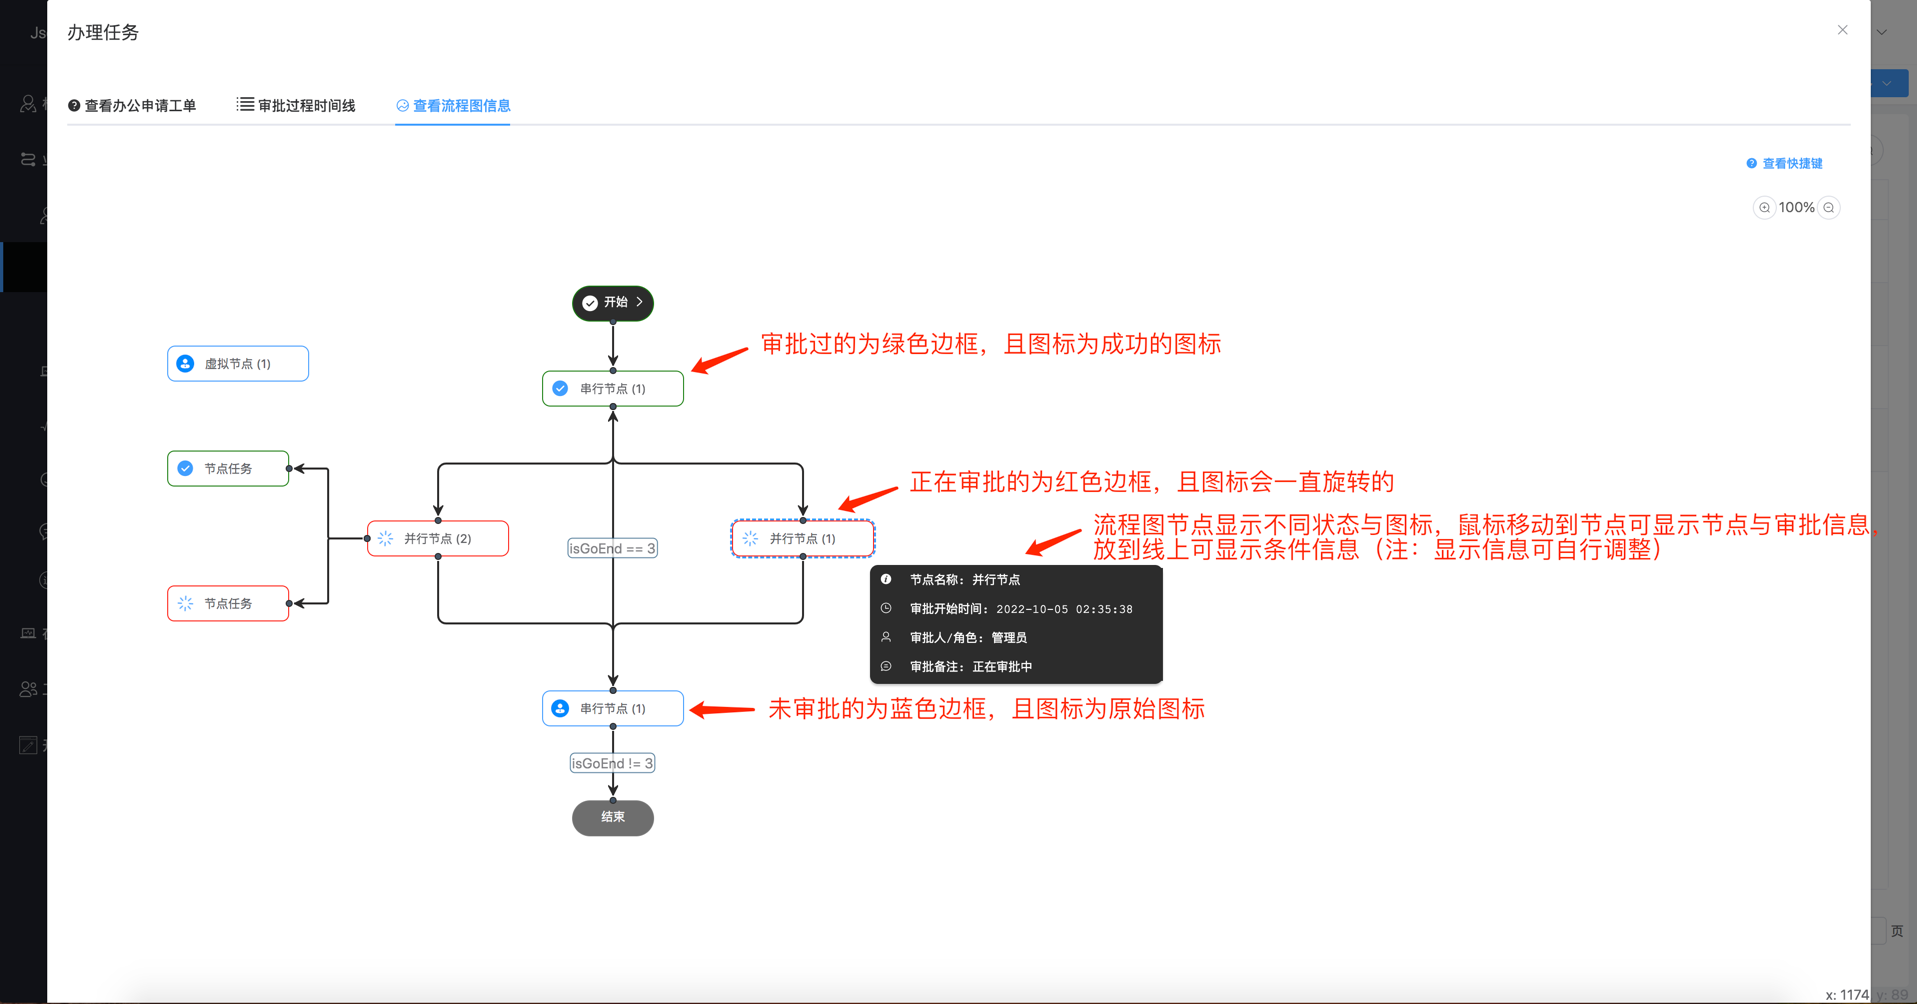 办理任务
查看办公申请工单
审批过程时间线
查看流程图信息
查看快捷键
100%
开始
审批过的为绿色边框，且图标为成功的图标
虚拟节点 (1)
串行节点 (1)
节点任务
正在审批的为红色边框，且图标会一直旋转的
流程图节点显示不同状态与图标，鼠标移动到节点可显示节点与审批信息，
放到线上可显示条件信息（注：显示信息可自行调整）
并行节点 (2)
isGoEnd == 3
并行节点 (1)
节点名称: 并行节点
审批开始时间: 2022-10-05 02:35:38
审批人/角色: 管理员
审批备注: 正在审批中
节点任务
串行节点 (1)
未审批的为蓝色边框，且图标为原始图标
isGoEnd != 3
结束
页
x: 1174, y: 89